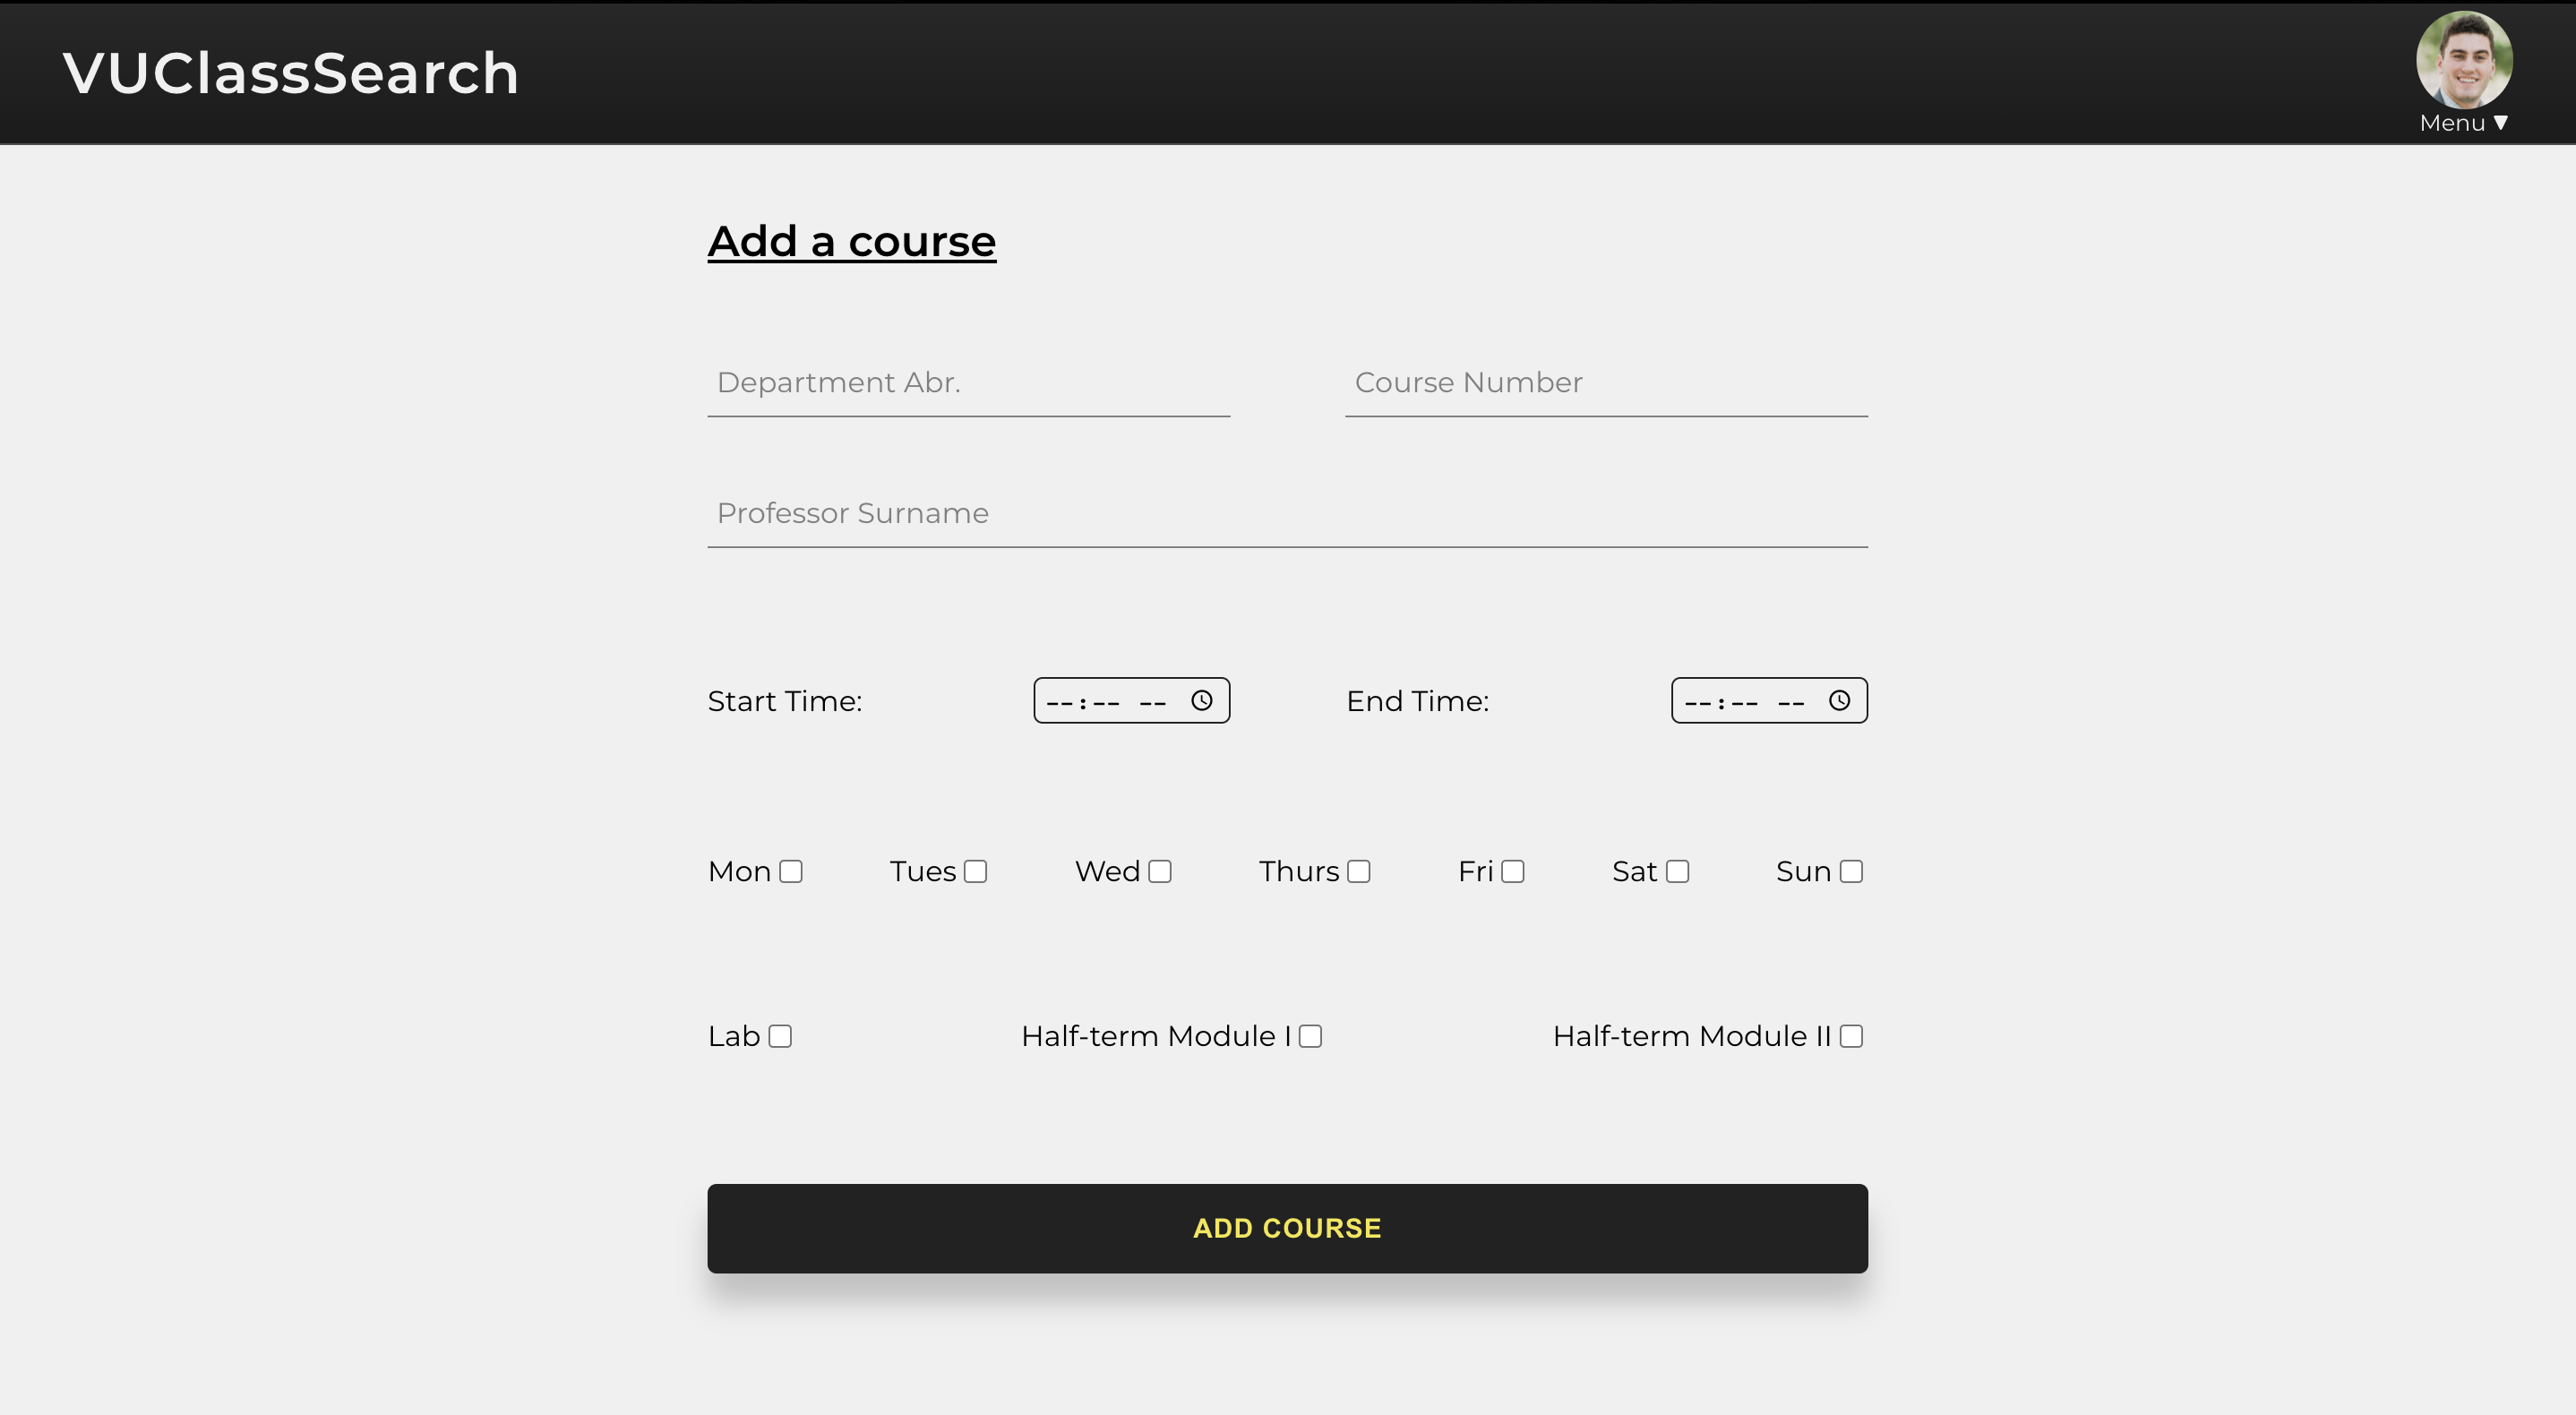 VUClassSearch
Menu ▼
Add a course
Department Abr. Course Number
Professor Surname
Start Time: --:-- -- End Time: --:-- --
Mon Tues Wed Thurs Fri Sat Sun
Lab Half-term Module I Half-term Module II
ADD COURSE